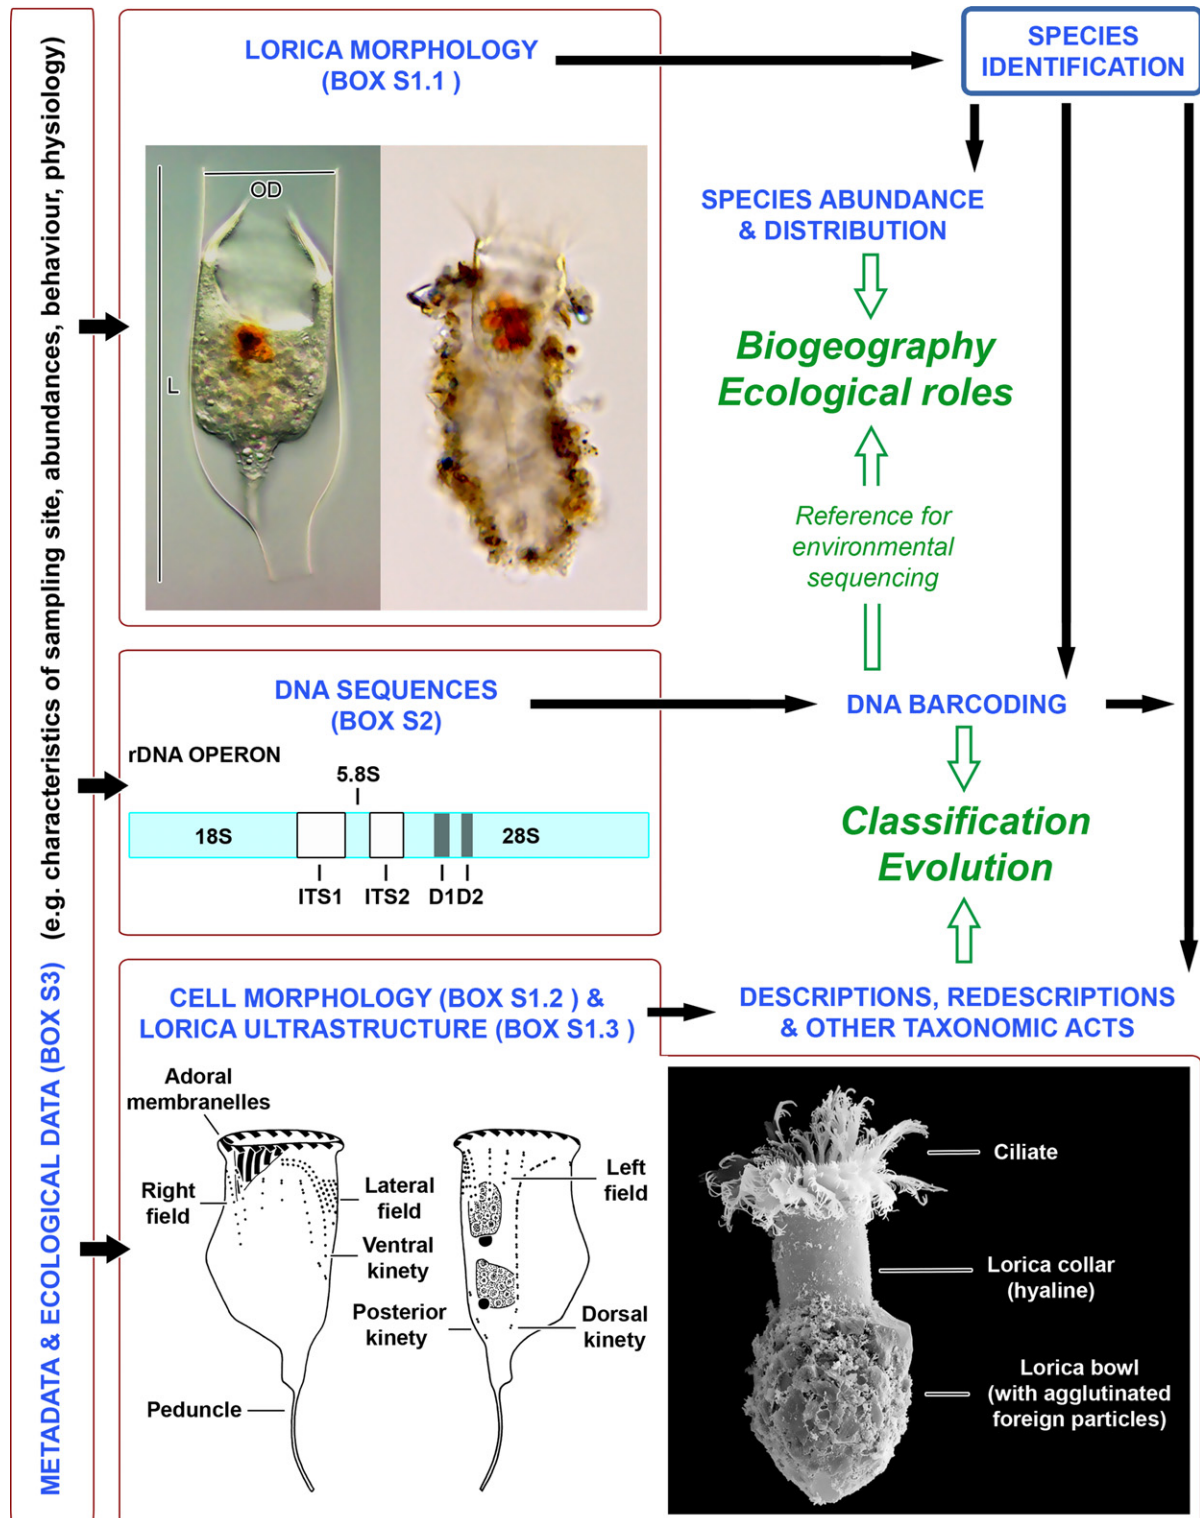 METADATA & ECOLOGICAL DATA (BOX S3) (e.g. characteristics of sampling site, abundances, behaviour, physiology)
LORICA MORPHOLOGY
(BOX S1.1 )
OD
L
SPECIES
IDENTIFICATION
SPECIES ABUNDANCE
& DISTRIBUTION
Biogeography
Ecological roles
Reference for
environmental
sequencing
DNA SEQUENCES
(BOX S2)
rDNA OPERON
5.8S
18S
28S
ITS1
ITS2
D1
D2
DNA BARCODING
Classification
Evolution
CELL MORPHOLOGY (BOX S1.2 ) &
LORICA ULTRASTRUCTURE (BOX S1.3 )
DESCRIPTIONS, REDESCRIPTIONS
& OTHER TAXONOMIC ACTS
Adoral
membranelles
Right
field
Lateral
field
Ventral
kinety
Peduncle
Left
field
Posterior
kinety
Dorsal
kinety
Ciliate
Lorica collar
(hyaline)
Lorica bowl
(with agglutinated
foreign particles)